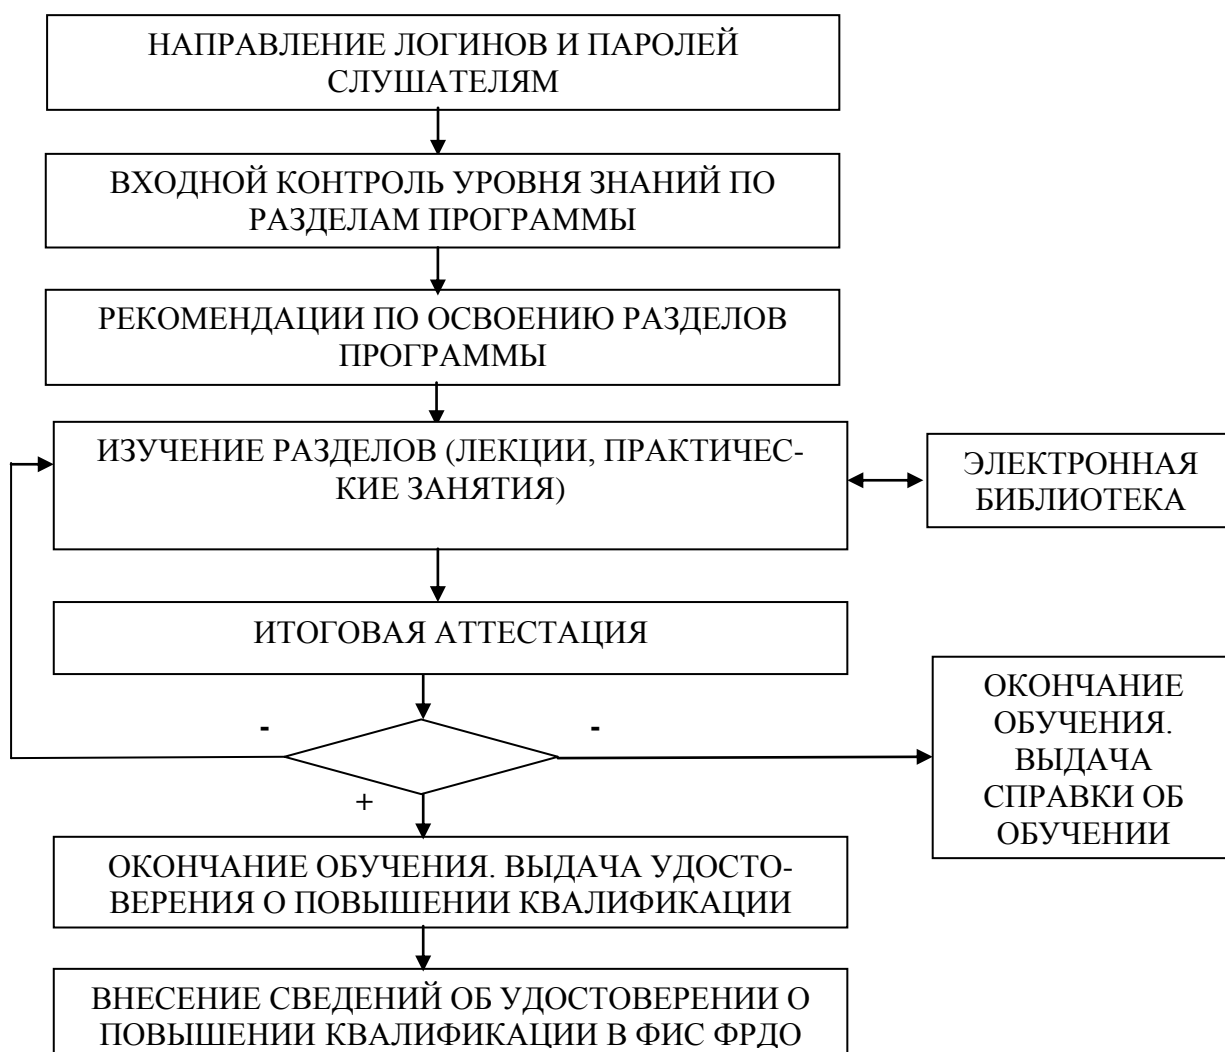 НАПРАВЛЕНИЕ ЛОГИНОВ И ПАРОЛЕЙ
СЛУШАТЕЛЯМ
ВХОДНОЙ КОНТРОЛЬ УРОВНЯ ЗНАНИЙ ПО
РАЗДЕЛАМ ПРОГРАММЫ
РЕКОМЕНДАЦИИ ПО ОСВОЕНИЮ РАЗДЕЛОВ
ПРОГРАММЫ
ИЗУЧЕНИЕ РАЗДЕЛОВ (ЛЕКЦИИ, ПРАКТИЧЕС-
КИЕ ЗАНЯТИЯ)
ЭЛЕКТРОННАЯ
БИБЛИОТЕКА
ИТОГОВАЯ АТТЕСТАЦИЯ
-
-
+
ОКОНЧАНИЕ
ОБУЧЕНИЯ.
ВЫДАЧА
СПРАВКИ ОБ
ОБУЧЕНИИ
ОКОНЧАНИЕ ОБУЧЕНИЯ. ВЫДАЧА УДОСТО-
ВЕРЕНИЯ О ПОВЫШЕНИИ КВАЛИФИКАЦИИ
ВНЕСЕНИЕ СВЕДЕНИЙ ОБ УДОСТОВЕРЕНИИ О
ПОВЫШЕНИИ КВАЛИФИКАЦИИ В ФИС ФРДО